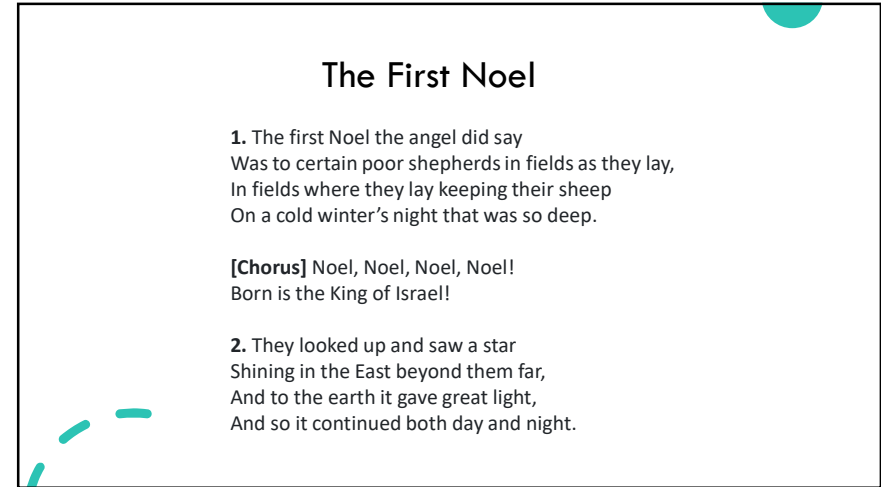 The First Noel
1. The first Noel the angel did say
Was to certain poor shepherds in fields as they lay,
In fields where they lay keeping their sheep
On a cold winter’s night that was so deep.
[Chorus] Noel, Noel, Noel, Noel!
Born is the King of Israel!
2. They looked up and saw a star
Shining in the East beyond them far,
And to the earth it gave great light,
And so it continued both day and night.